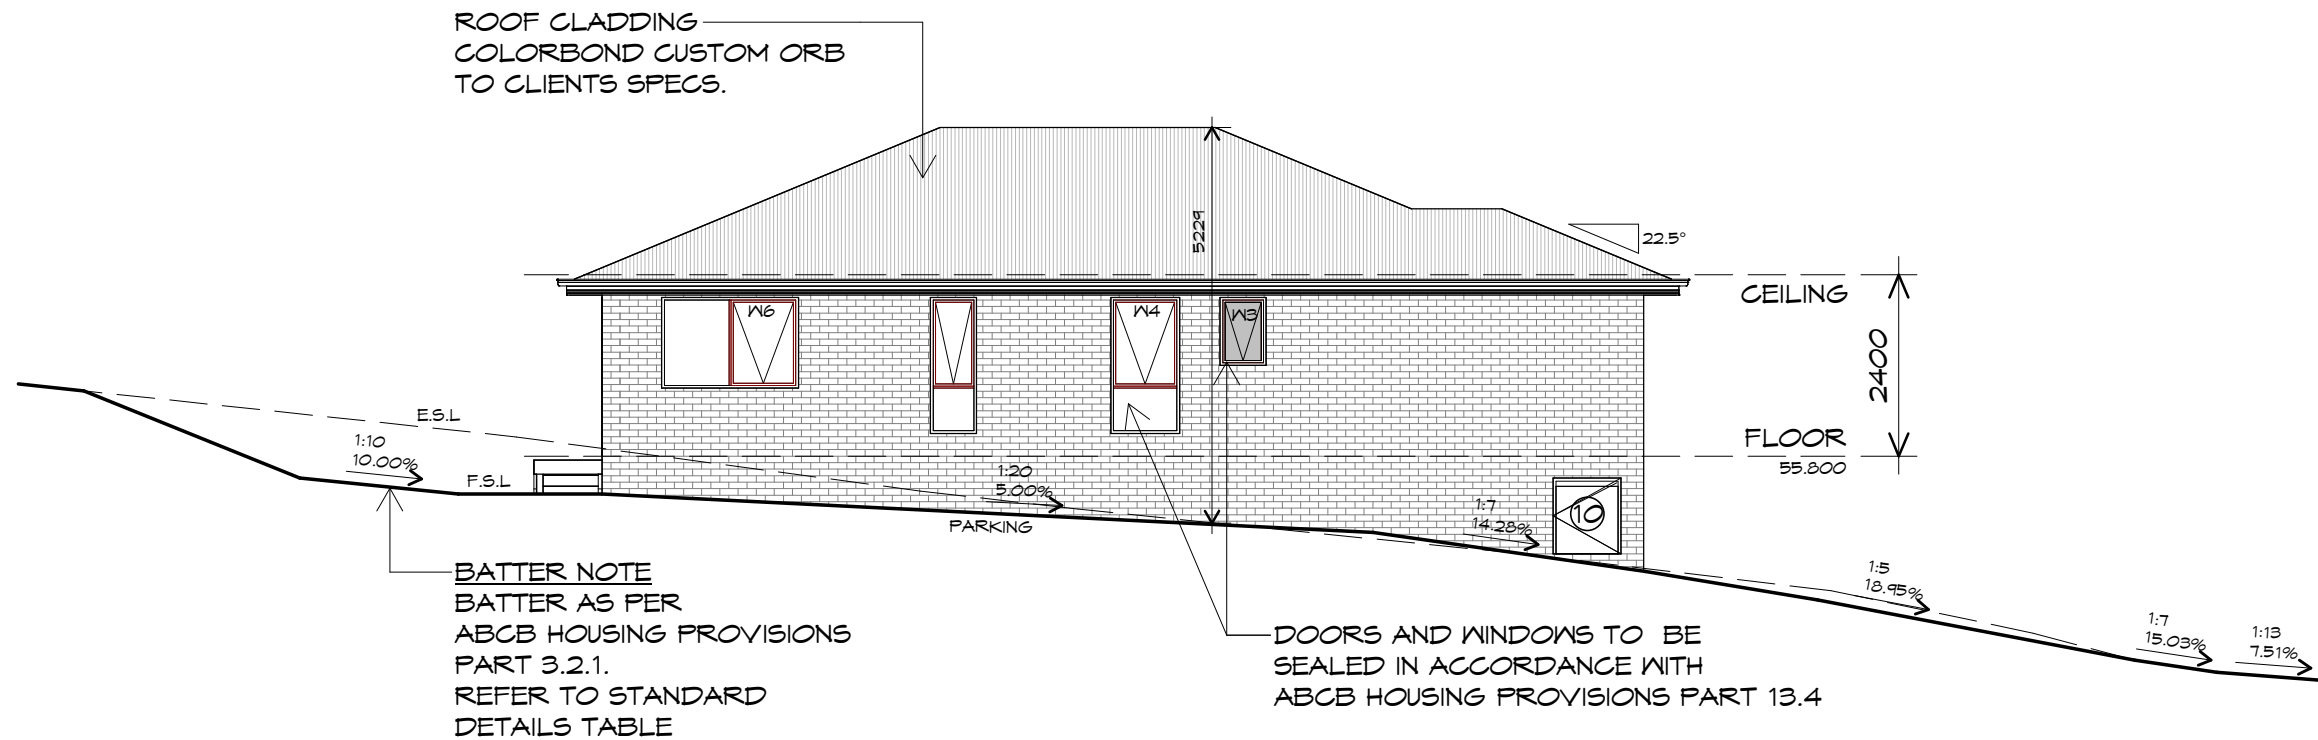 ROOF CLADDING
COLORBOND CUSTOM ORB
TO CLIENTS SPECS.
5229
22.5°
CEILING
2400
FLOOR
55.800
W6
W4
W3
E.S.L
1:10
10.00%
F.S.L
1:20
5.00%
PARKING
1:7
14.28%
10
1:5
18.95%
1:7
15.03%
1:13
7.51%
BATTER NOTE
BATTER AS PER
ABCB HOUSING PROVISIONS
PART 3.2.1.
REFER TO STANDARD
DETAILS TABLE
DOORS AND WINDOWS TO BE
SEALED IN ACCORDANCE WITH
ABCB HOUSING PROVISIONS PART 13.4